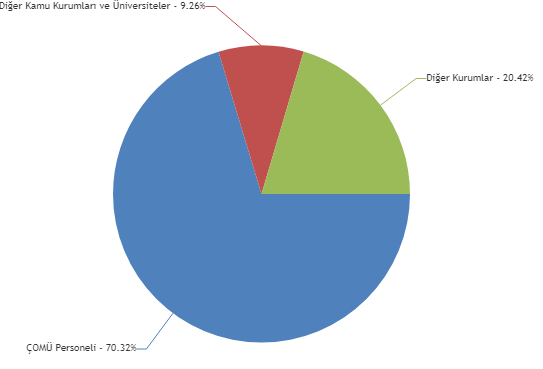 Diğer Kamu Kurumları ve Üniversiteler - 9.26%
Diğer Kurumlar - 20.42%
ÇOMÜ Personeli - 70.32%